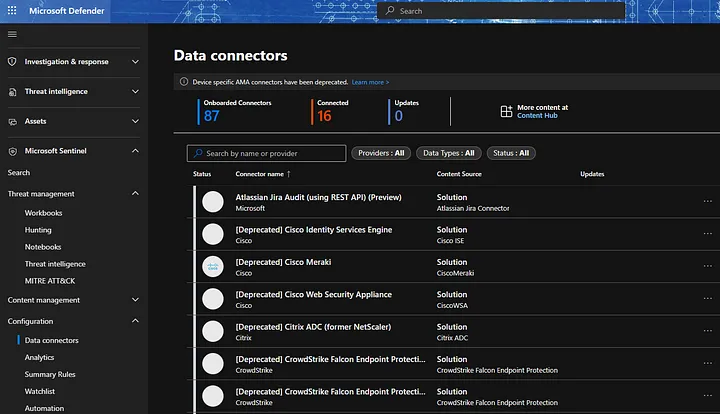 Microsoft Defender
Search
Investigation & response
Threat intelligence
Assets
Microsoft Sentinel
Search
Threat management
Workbooks
Hunting
Notebooks
Threat intelligence
MITRE ATT&CK
Content management
Configuration
Data connectors
Analytics
Summary Rules
Watchlist
Automation
Data connectors
Device specific AMA connectors have been deprecated. Learn more >
Onboarded Connectors
87
Connected
16
Updates
0
More content at
Content Hub
Search by name or provider
Providers : All
Data Types : All
Status : All
Status Connector name ↑ Content Source Updates
Atlassian Jira Audit (using REST API) (Preview) Solution
Microsoft Atlassian Jira Connector
[Deprecated] Cisco Identity Services Engine Solution
Cisco Cisco ISE
[Deprecated] Cisco Meraki Solution
Cisco CiscoMeraki
[Deprecated] Cisco Web Security Appliance Solution
Cisco CiscoWSA
[Deprecated] Citrix ADC (former NetScaler) Solution
Citrix Citrix ADC
[Deprecated] CrowdStrike Falcon Endpoint Protecti... Solution
CrowdStrike CrowdStrike Falcon Endpoint Protection
[Deprecated] CrowdStrike Falcon Endpoint Protecti... Solution
CrowdStrike CrowdStrike Falcon Endpoint Protection